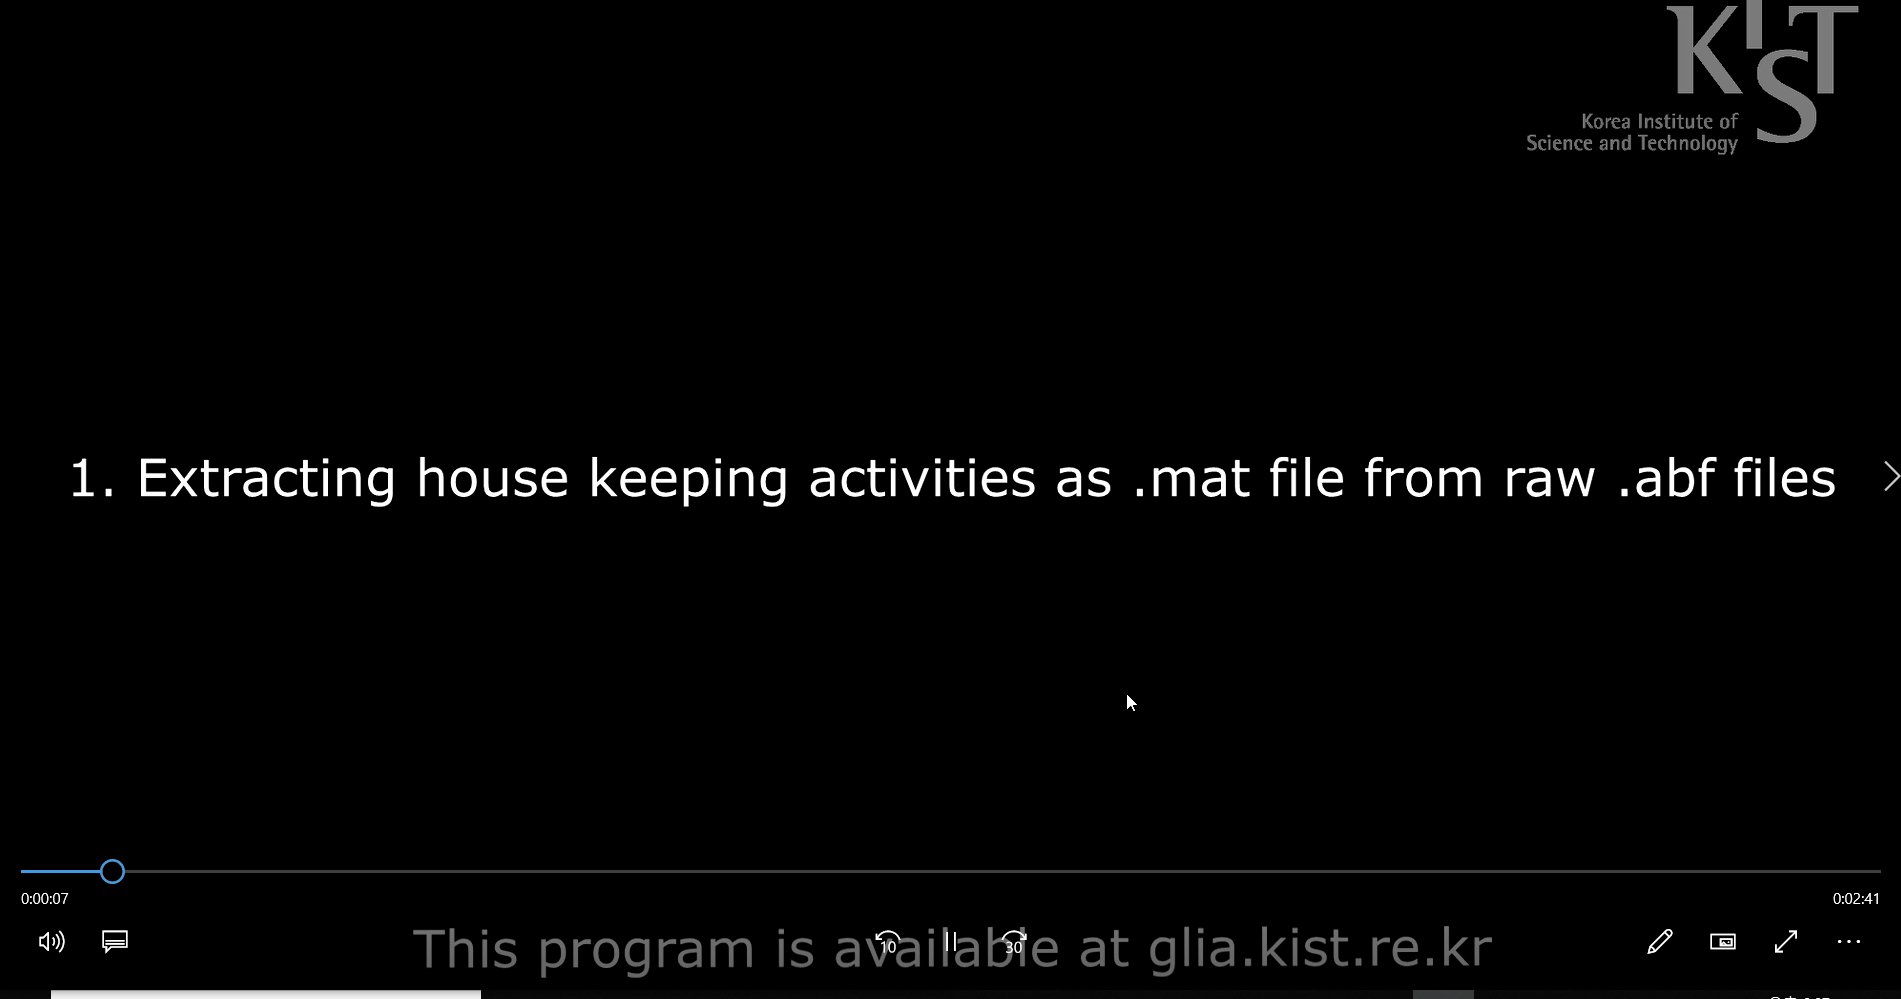 KIST
Korea Institute of
Science and Technology
1. Extracting house keeping activities as .mat file from raw .abf files
0:00:07
0:02:41
This program is available at glia.kist.re.kr
10
30